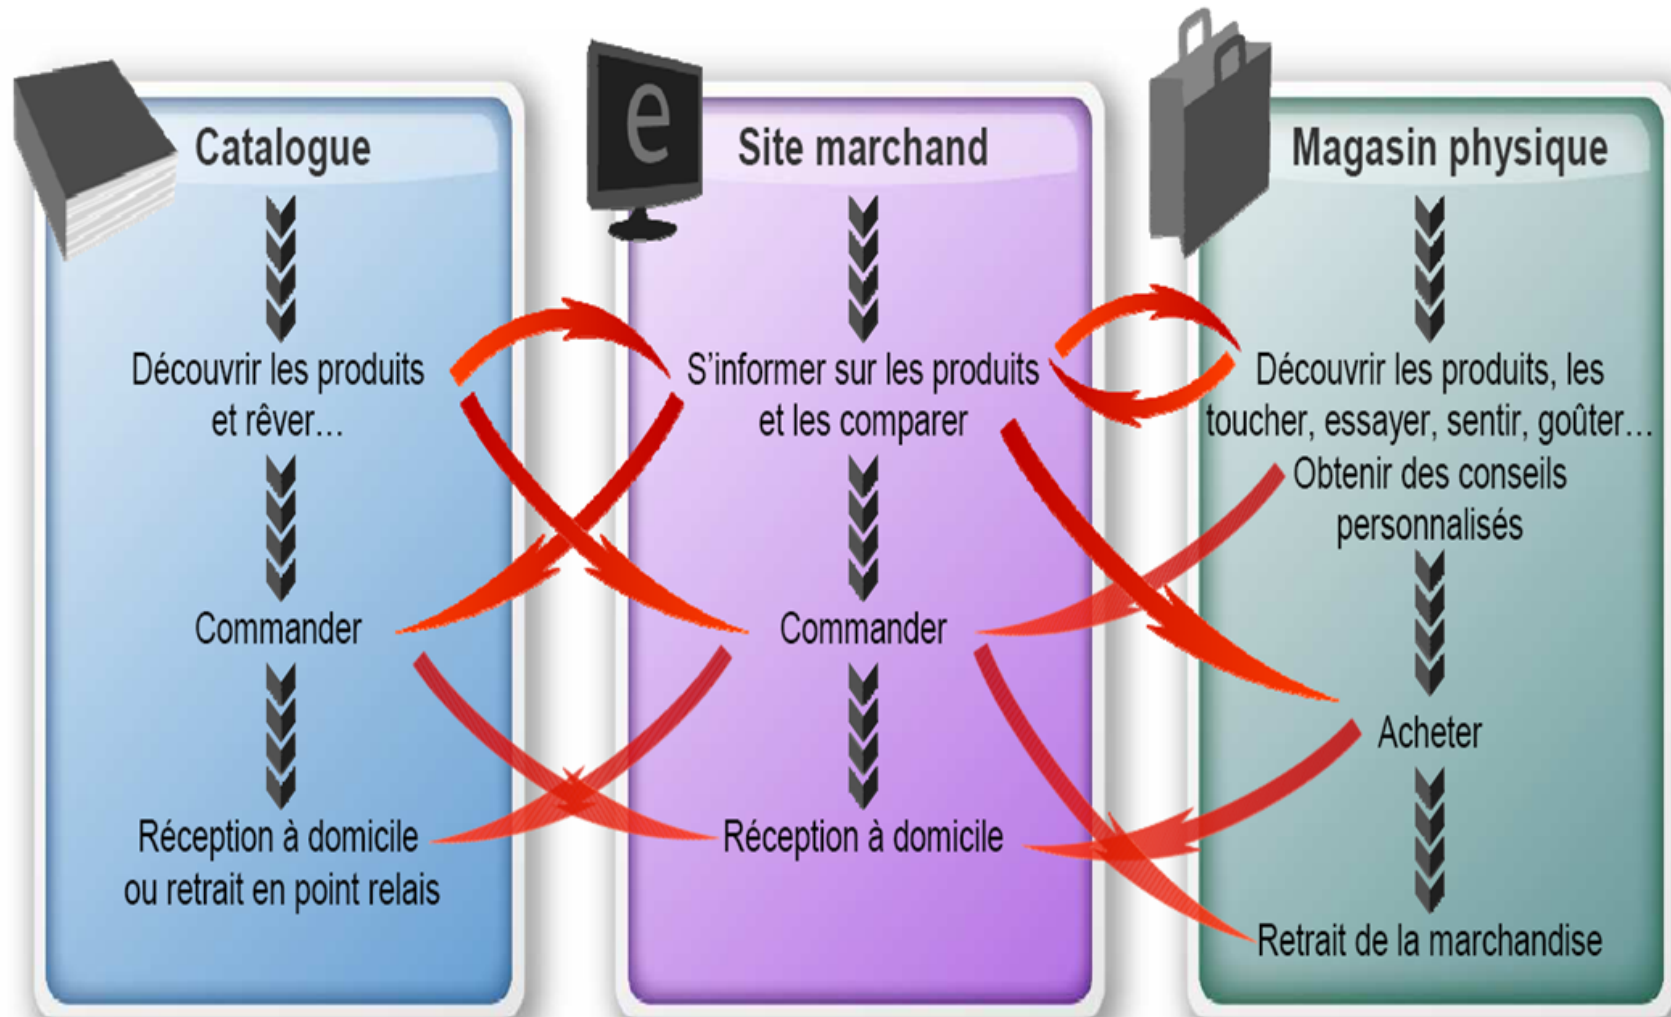 Catalogue
Découvrir les produits
et rêver…
Commander
Réception à domicile
ou retrait en point relais
e
Site marchand
S’informer sur les produits
et les comparer
Commander
Réception à domicile
Magasin physique
Découvrir les produits, les
toucher, essayer, sentir, goûter…
Obtenir des conseils
personnalisés
Acheter
Retrait de la marchandise